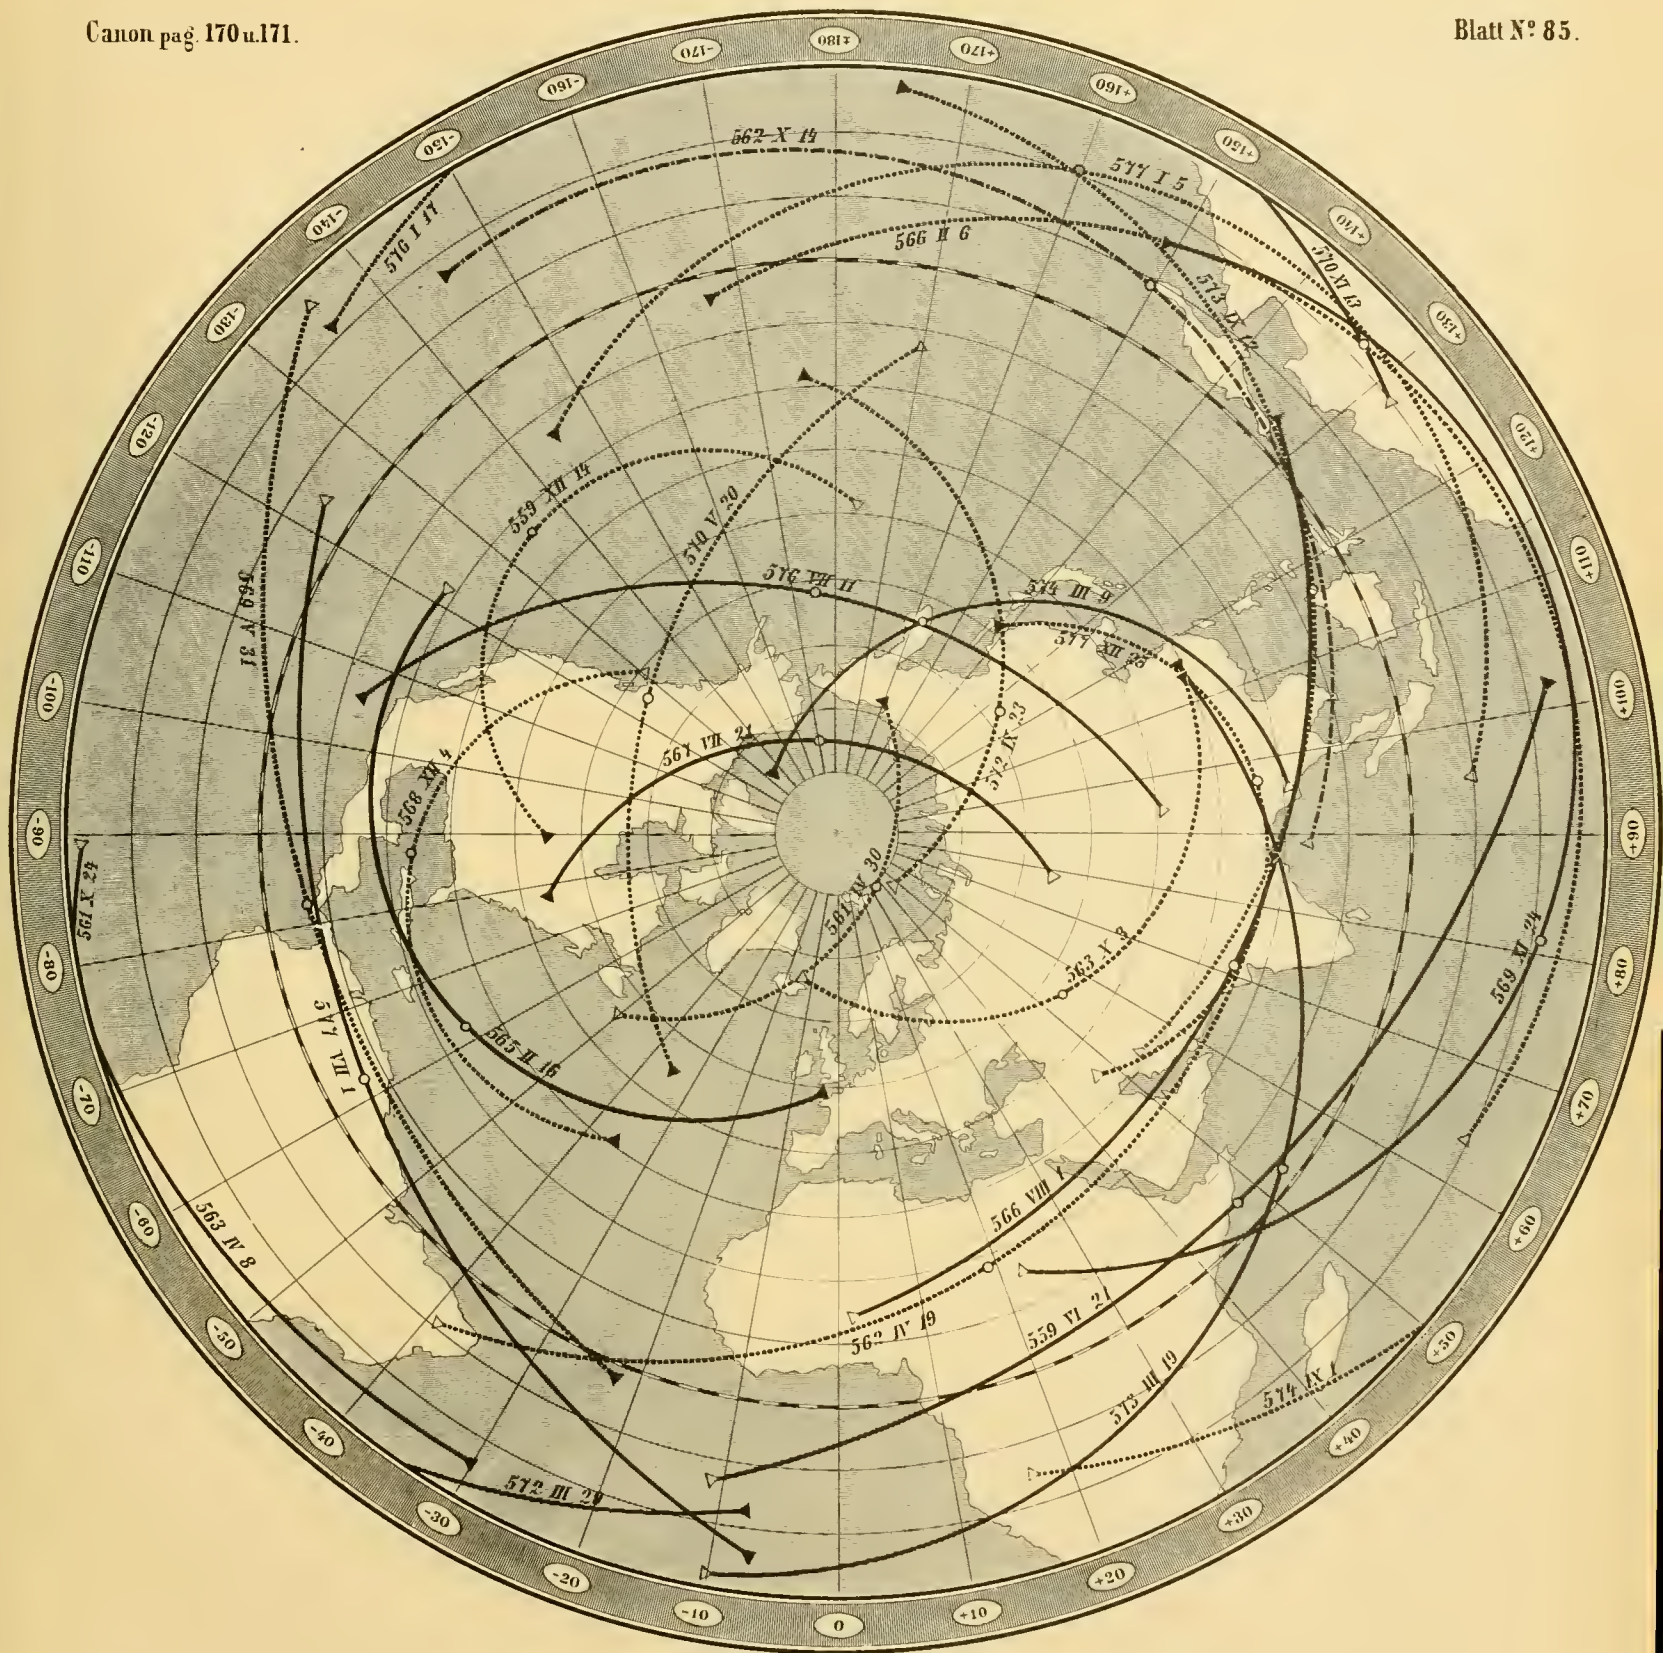 Canon pag. 170 u. 171.
Blatt Nº 85.
±180
+170
+160
+150
+140
+130
+120
+110
+100
+90
+80
+70
+60
+50
+40
+30
+20
+10
0
-10
-20
-30
-40
-50
-60
-70
-80
-90
-100
-110
-120
-130
-140
-150
-160
-170
562 X 14
577 I 5
576 I 17
566 II 6
570 XI 13
573 IX 12
559 XII 14
570 V 20
576 VII 11
574 III 9
577 XII 25
569 V 31
567 VII 21
572 IX 23
568 XII 4
561 IV 30
561 X 24
563 X 3
569 XI 24
571 VIII 1
565 II 16
563 IV 8
566 VIII 1
562 IV 19
559 VI 21
573 III 19
574 IX 1
572 III 29